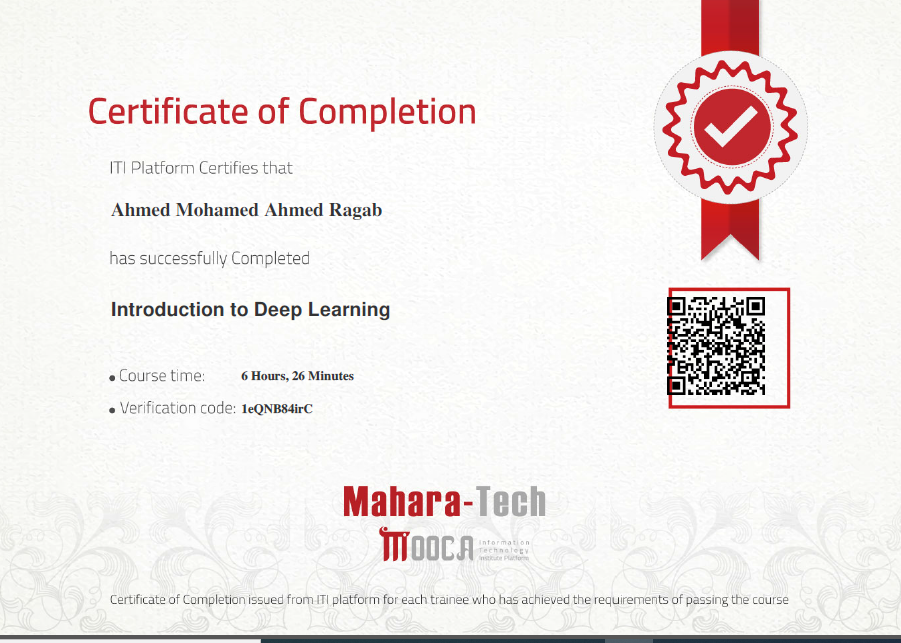 Certificate of Completion
ITI Platform Certifies that
Ahmed Mohamed Ahmed Ragab
has successfully Completed
Introduction to Deep Learning
Course time: 6 Hours, 26 Minutes
Verification code: 1eQNB84irC
Mahara-Tech
mOOCA
Information
Technology
Institute Platform
Certificate of Completion issued from ITI platform for each trainee who has achieved the requirements of passing the course